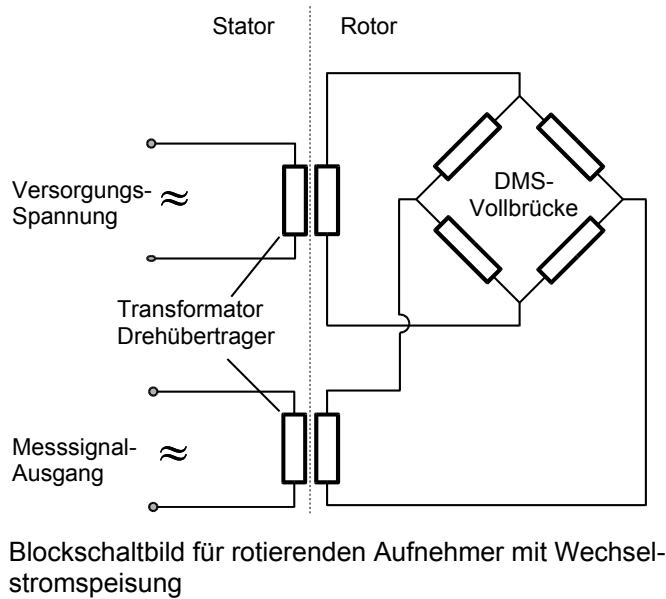 Stator
Rotor
Versorgungs-
Spannung
DMS-
Vollbrücke
Transformator
Drehübertrager
Messsignal-
Ausgang
Blockschaltbild für rotierenden Aufnehmer mit Wechsel-
stromspeisung